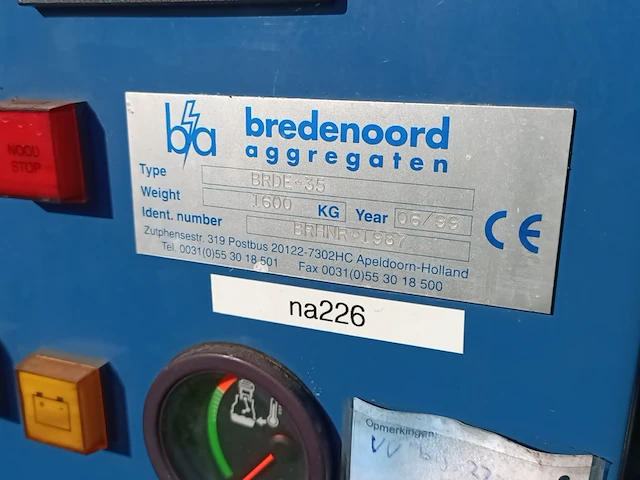 NOOD
STOP
ba bredenoord
aggregaten
Type BRDE-35
Weight 1600 KG Year 06/99
Ident. number BRHNR-1967
Zutphensestr. 319 Postbus 20122-7302HC Apeldoorn-Holland
Tel. 0031(0)55 30 18 501 Fax 0031(0)55 30 18 500
CE
na226
Opmerkingen